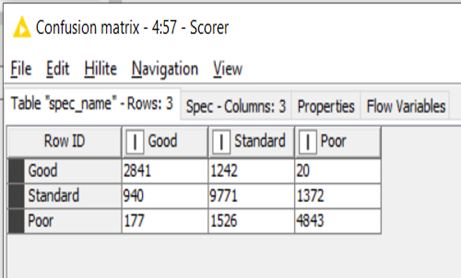 Confusion matrix - 4:57 - Scorer
File Edit Hilite Navigation View
Table "spec_name" - Rows: 3 Spec - Columns: 3 Properties Flow Variables
Row ID I Good I Standard I Poor
Good 2841 1242 20
Standard 940 9771 1372
Poor 177 1526 4843